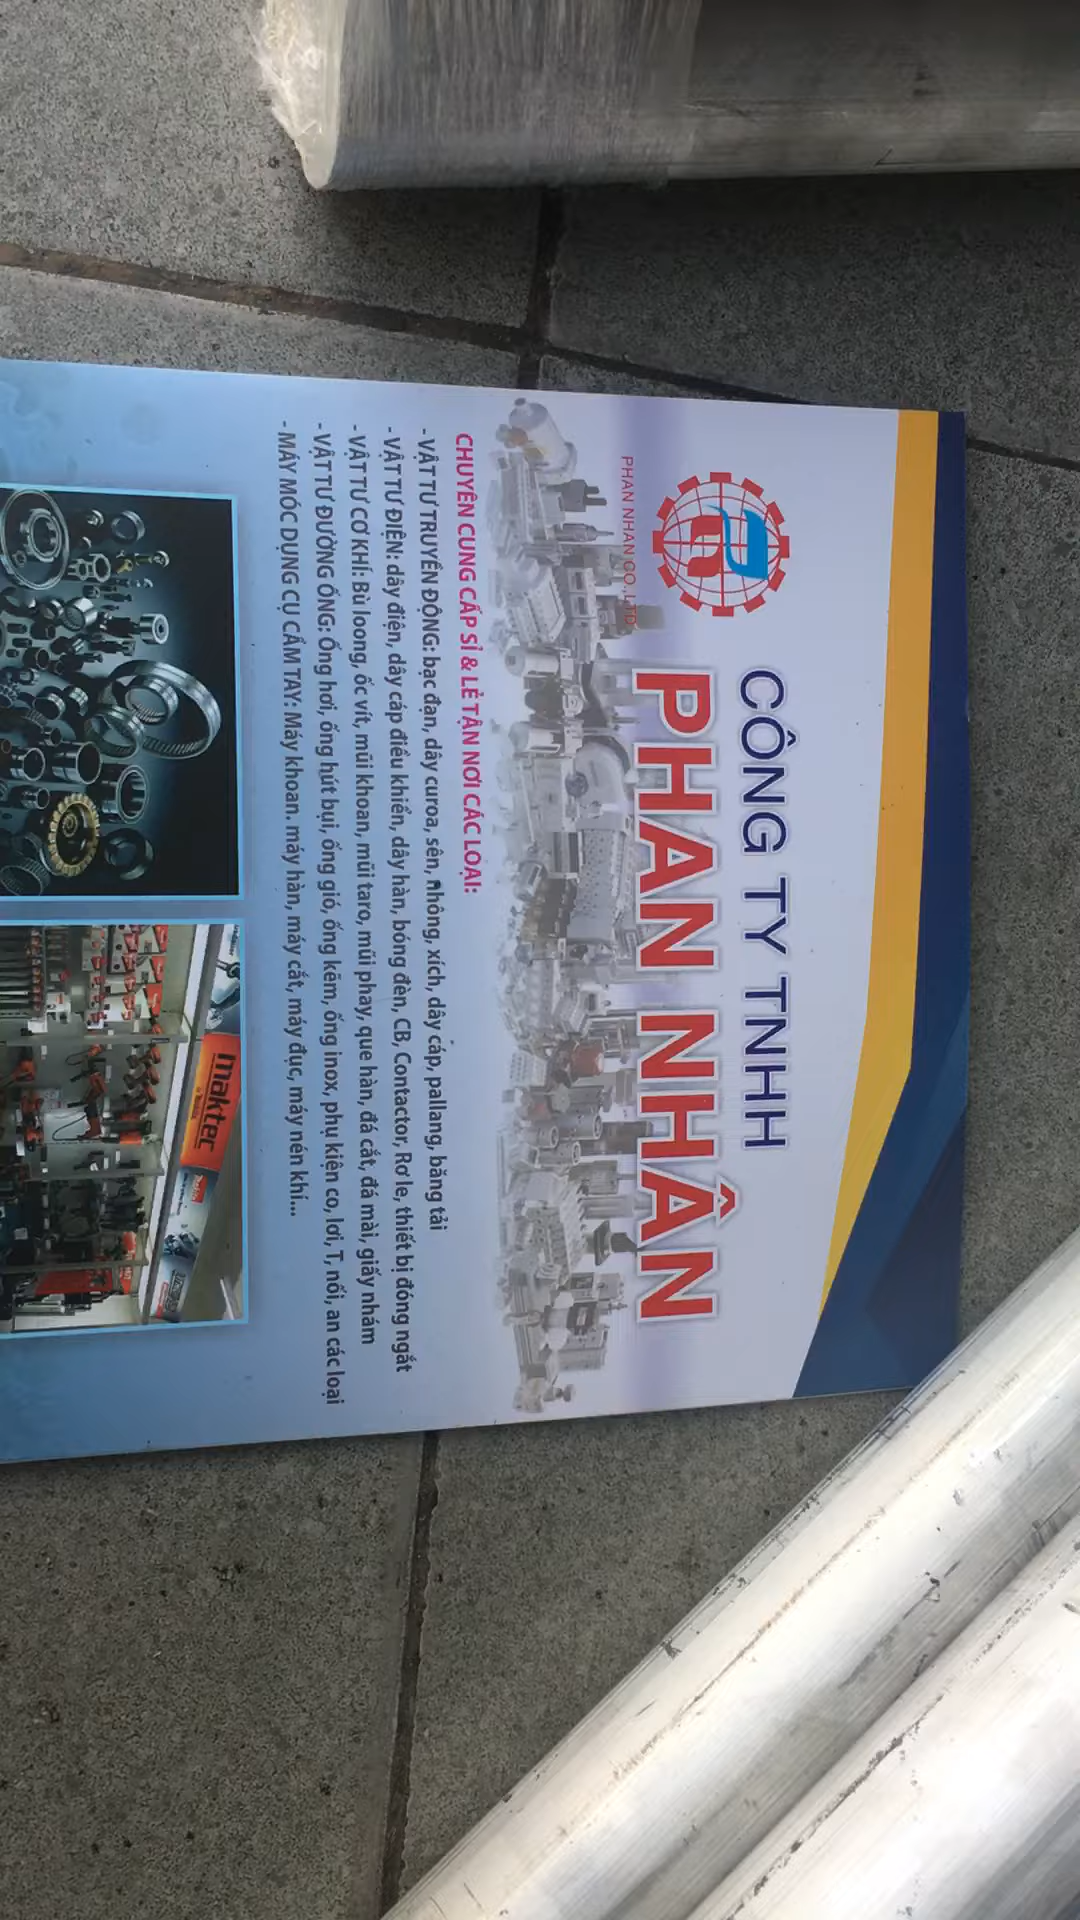 CÔNG TY TNHH
PHAN NHÂN
PHAN NHAN CO., LTD
CHUYÊN CUNG CẤP SỈ & LẺ TẬN NƠI CÁC LOẠI:
- VẬT TƯ TRUYỀN ĐỘNG: bạc đạn, dây curoa, sên, nhông, xích, dây cáp, pallang, băng tải
- VẬT TƯ ĐIỆN: dây điện, dây cáp điều khiển, dây hàn, bóng đèn, CB, Contactor, Rơ le, thiết bị đóng ngắt
- VẬT TƯ CƠ KHÍ: Bù loong, ốc vít, mũi khoan, mũi taro, mũi phay, que hàn, đá cắt, đá mài, giấy nhám
- VẬT TƯ ĐƯỜNG ỐNG: Ống hơi, ống hút bụi, ống gió, ống kẽm, ống inox, phụ kiện co, lơi, T, nối, an các loại
- MÁY MÓC DỤNG CỤ CẦM TAY: Máy khoan. máy hàn, máy cắt, máy đục, máy nén khí...
maktec